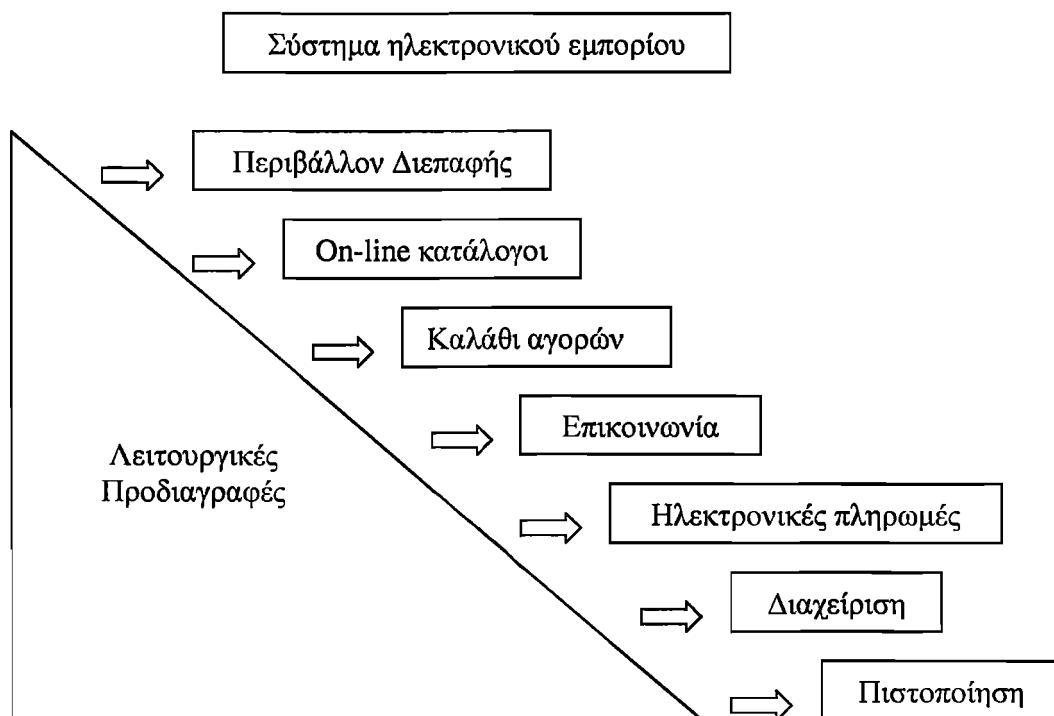 Σύστημα ηλεκτρονικού εμπορίου
Περιβάλλον Διεπαφής
On-line κατάλογοι
Καλάθι αγορών
Επικοινωνία
Λειτουργικές
Προδιαγραφές
Ηλεκτρονικές πληρωμές
Διαχείριση
Πιστοποίηση